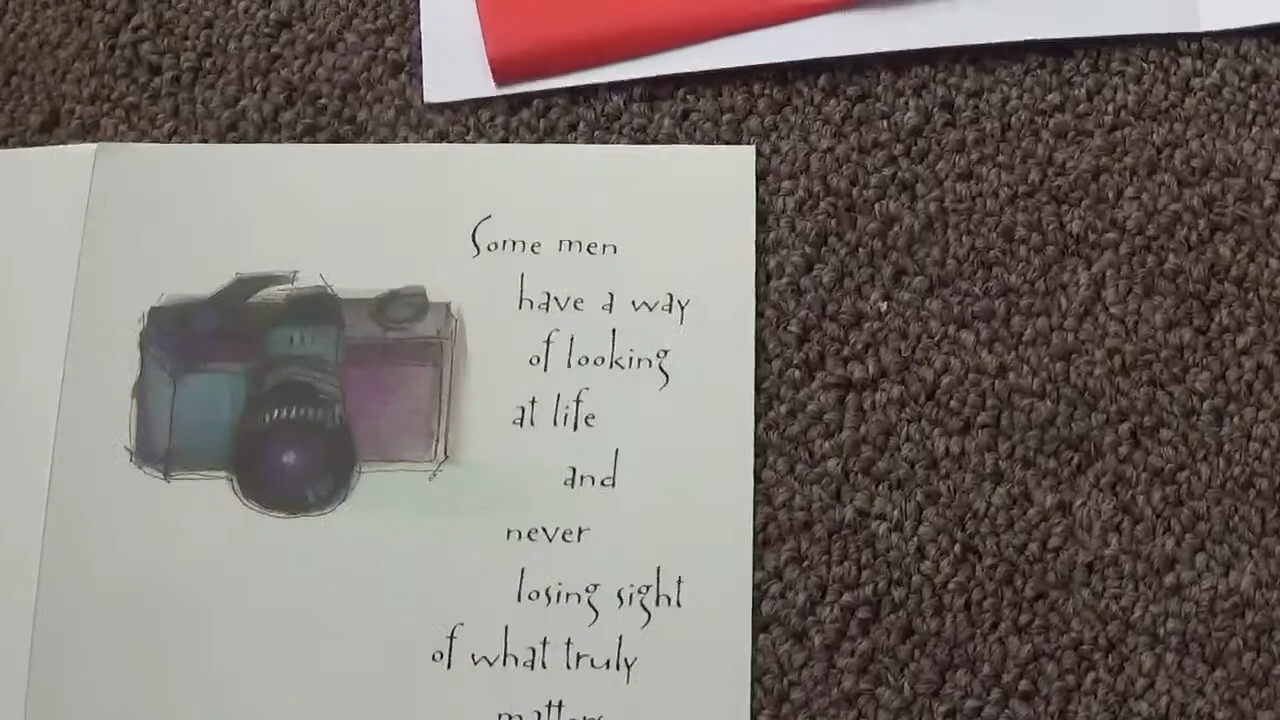 Some men
have a way
of looking
at life
and
never
losing sight
of what truly